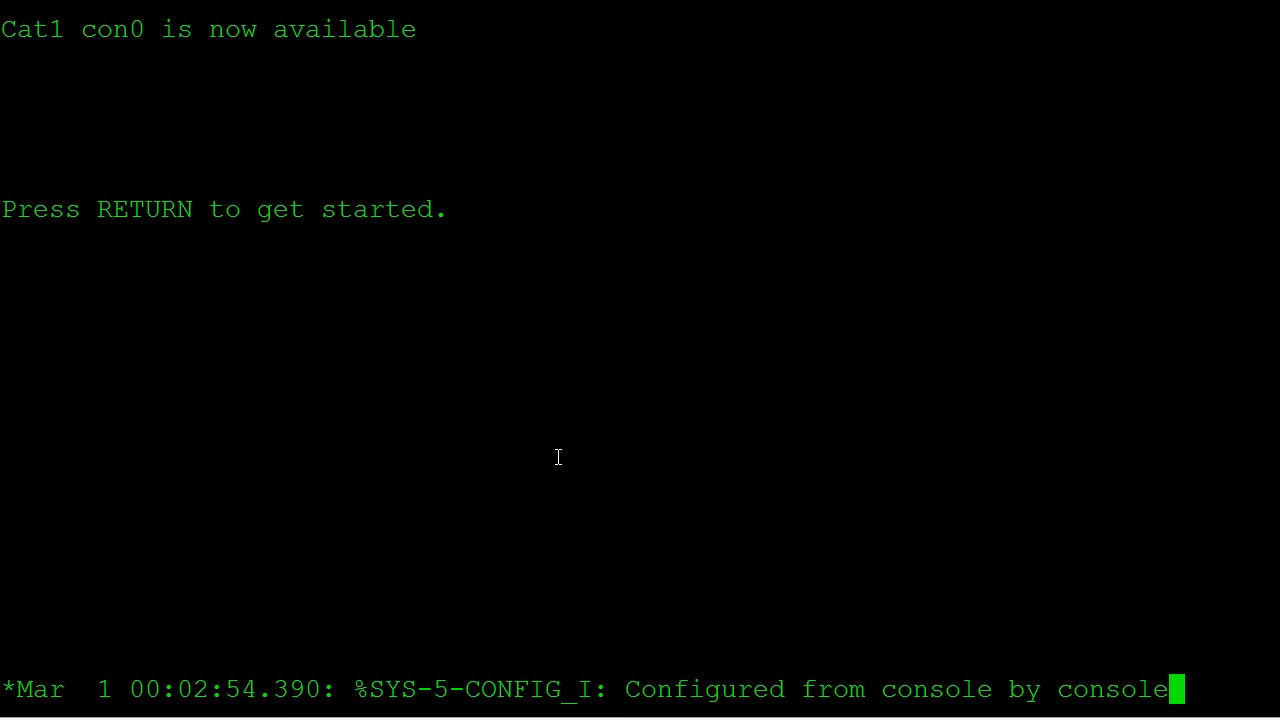 Cat1 con0 is now available
Press RETURN to get started.
*Mar  1 00:02:54.390: %SYS-5-CONFIG_I: Configured from console by console